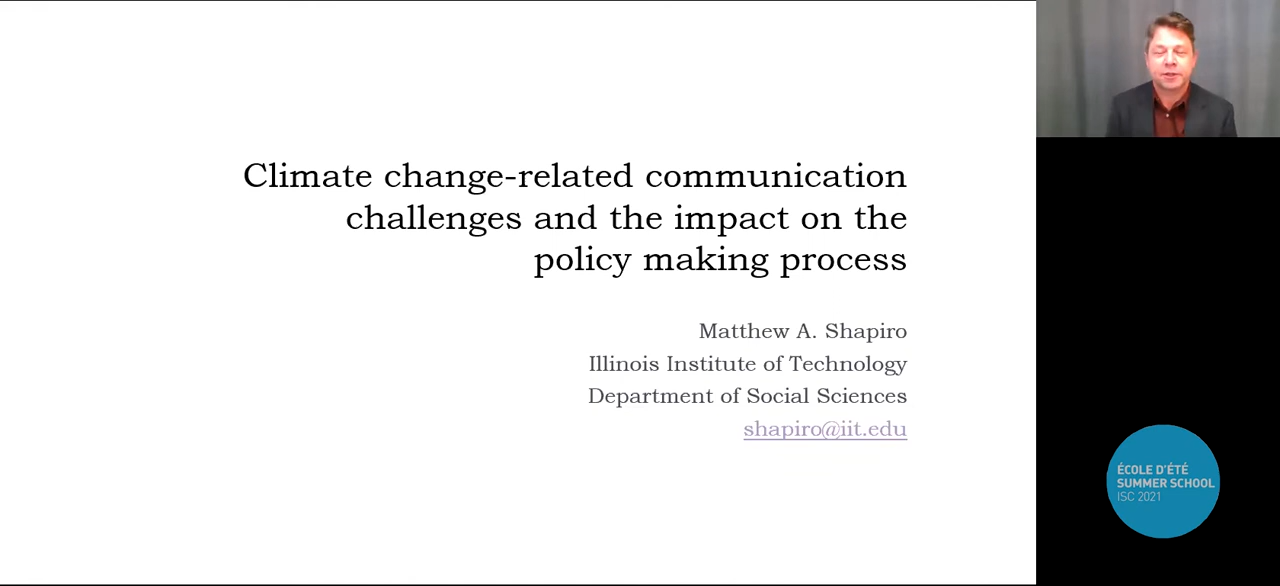 Climate change-related communication
challenges and the impact on the
policy making process
Matthew A. Shapiro
Illinois Institute of Technology
Department of Social Sciences
shapiro@iit.edu
ÉCOLE D'ÉTÉ
SUMMER SCHOOL
ISC 2021